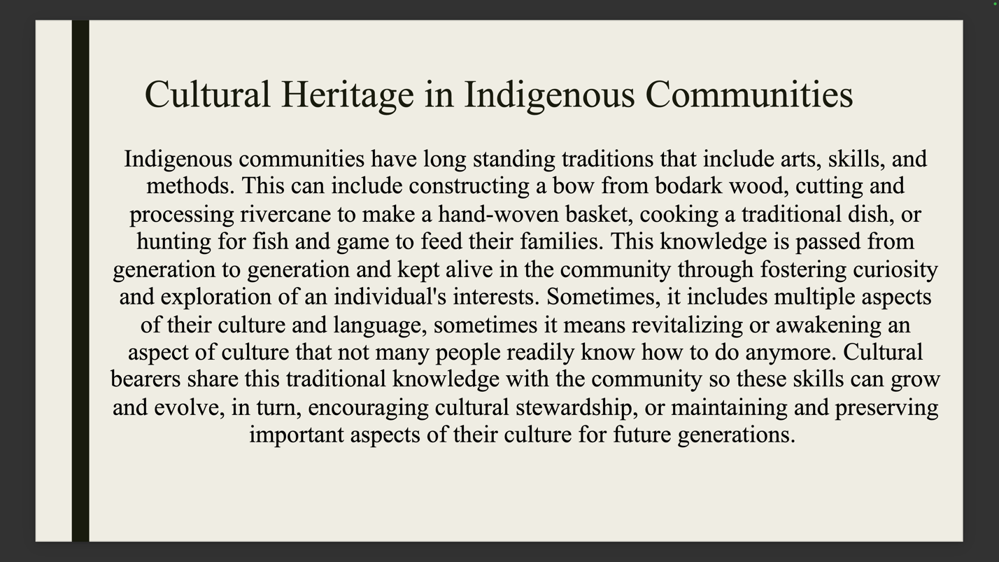 Cultural Heritage in Indigenous Communities
Indigenous communities have long standing traditions that include arts, skills, and
methods. This can include constructing a bow from bodark wood, cutting and
processing rivercane to make a hand-woven basket, cooking a traditional dish, or
hunting for fish and game to feed their families. This knowledge is passed from
generation to generation and kept alive in the community through fostering curiosity
and exploration of an individual's interests. Sometimes, it includes multiple aspects
of their culture and language, sometimes it means revitalizing or awakening an
aspect of culture that not many people readily know how to do anymore. Cultural
bearers share this traditional knowledge with the community so these skills can grow
and evolve, in turn, encouraging cultural stewardship, or maintaining and preserving
important aspects of their culture for future generations.